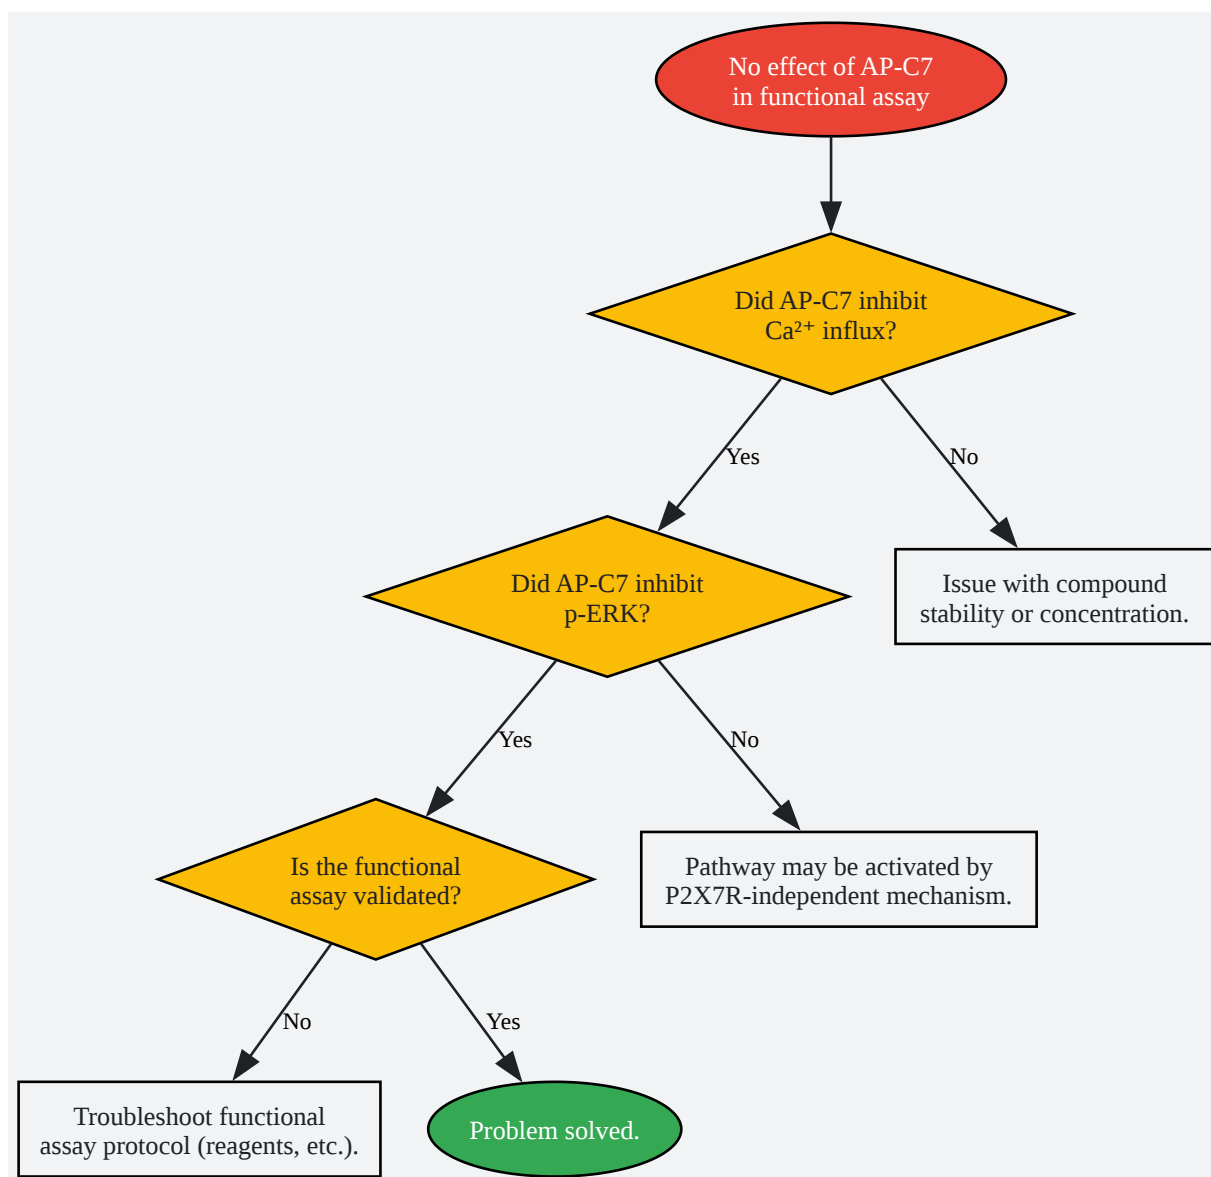 No effect of AP-C7
in functional assay
Did AP-C7 inhibit
Ca²⁺ influx?
Yes
No
Did AP-C7 inhibit
p-ERK?
Issue with compound
stability or concentration.
Yes
No
Is the functional
assay validated?
Pathway may be activated by
P2X7R-independent mechanism.
No
Yes
Troubleshoot functional
assay protocol (reagents, etc.).
Problem solved.